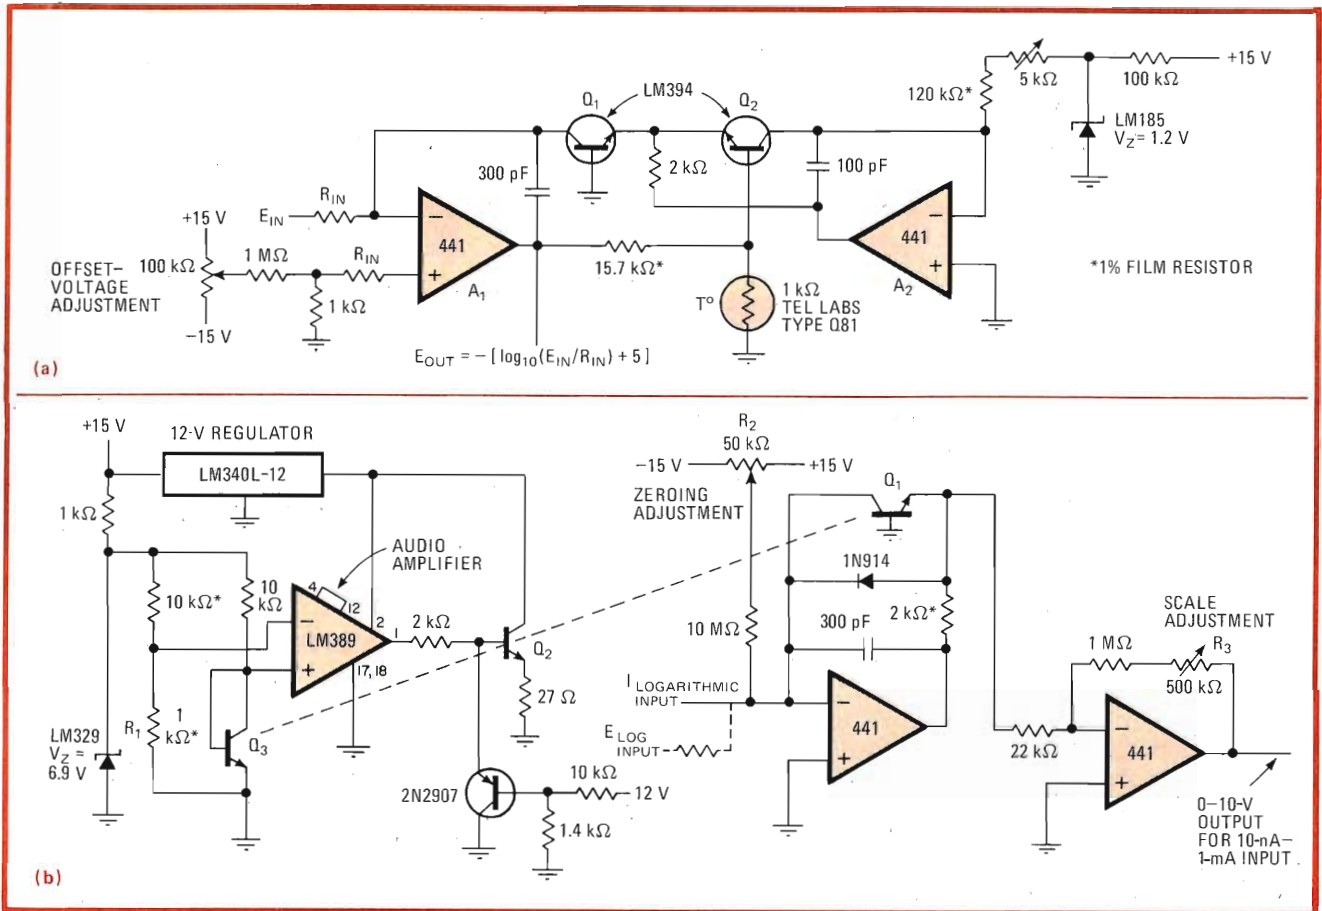 Q1
LM394
Q2
120 kΩ*
5 kΩ
100 kΩ
+15 V
LM185
VZ = 1.2 V
300 pF
2 kΩ
100 pF
RIN
EIN
+15 V
1 MΩ
RIN
−
441
+
A1
−
441
+
A2
OFFSET-
VOLTAGE
ADJUSTMENT
100 kΩ
1 kΩ
−15 V
15.7 kΩ*
T°
1 kΩ
TEL LABS
TYPE Q81
*1% FILM RESISTOR
EOUT = − [ log10(EIN/RIN) + 5 ]
(a)
+15 V
12-V REGULATOR
LM340L-12
1 kΩ
AUDIO
AMPLIFIER
10 kΩ*
10
kΩ
4
12
−
LM389
+
2
1
17, 18
2 kΩ
Q2
27 Ω
R1
1
kΩ*
Q3
LM329
VZ =
6.9 V
2N2907
10 kΩ
12 V
1.4 kΩ
R2
50 kΩ
−15 V
+15 V
ZEROING
ADJUSTMENT
Q1
1N914
2 kΩ*
300 pF
10 MΩ
I LOGARITHMIC
INPUT
E LOG
INPUT
−
441
+
22 kΩ
1 MΩ
SCALE
ADJUSTMENT
R3
500 kΩ
−
441
+
0–10-V
OUTPUT
FOR 10-nA–
1-mA INPUT
(b)